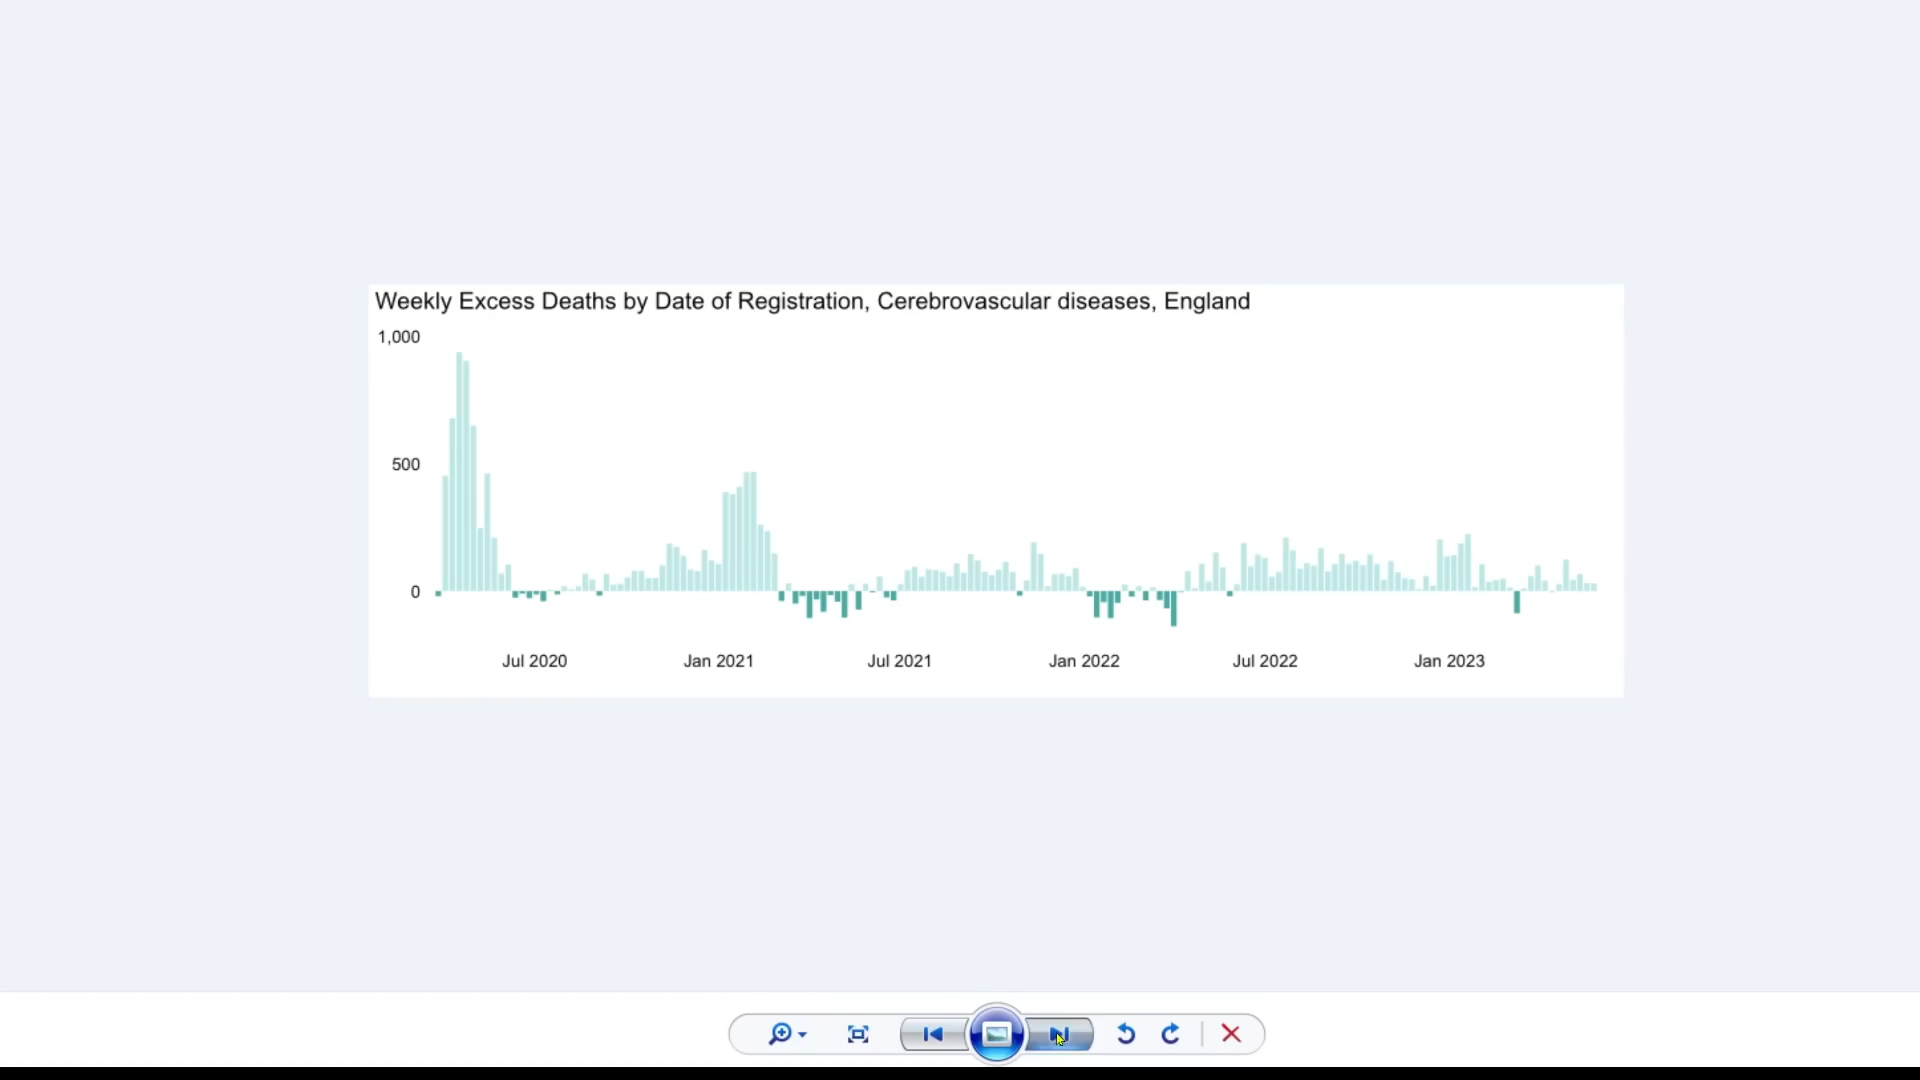 Weekly Excess Deaths by Date of Registration, Cerebrovascular diseases, England
1,000
500
0
Jul 2020 Jan 2021 Jul 2021 Jan 2022 Jul 2022 Jan 2023